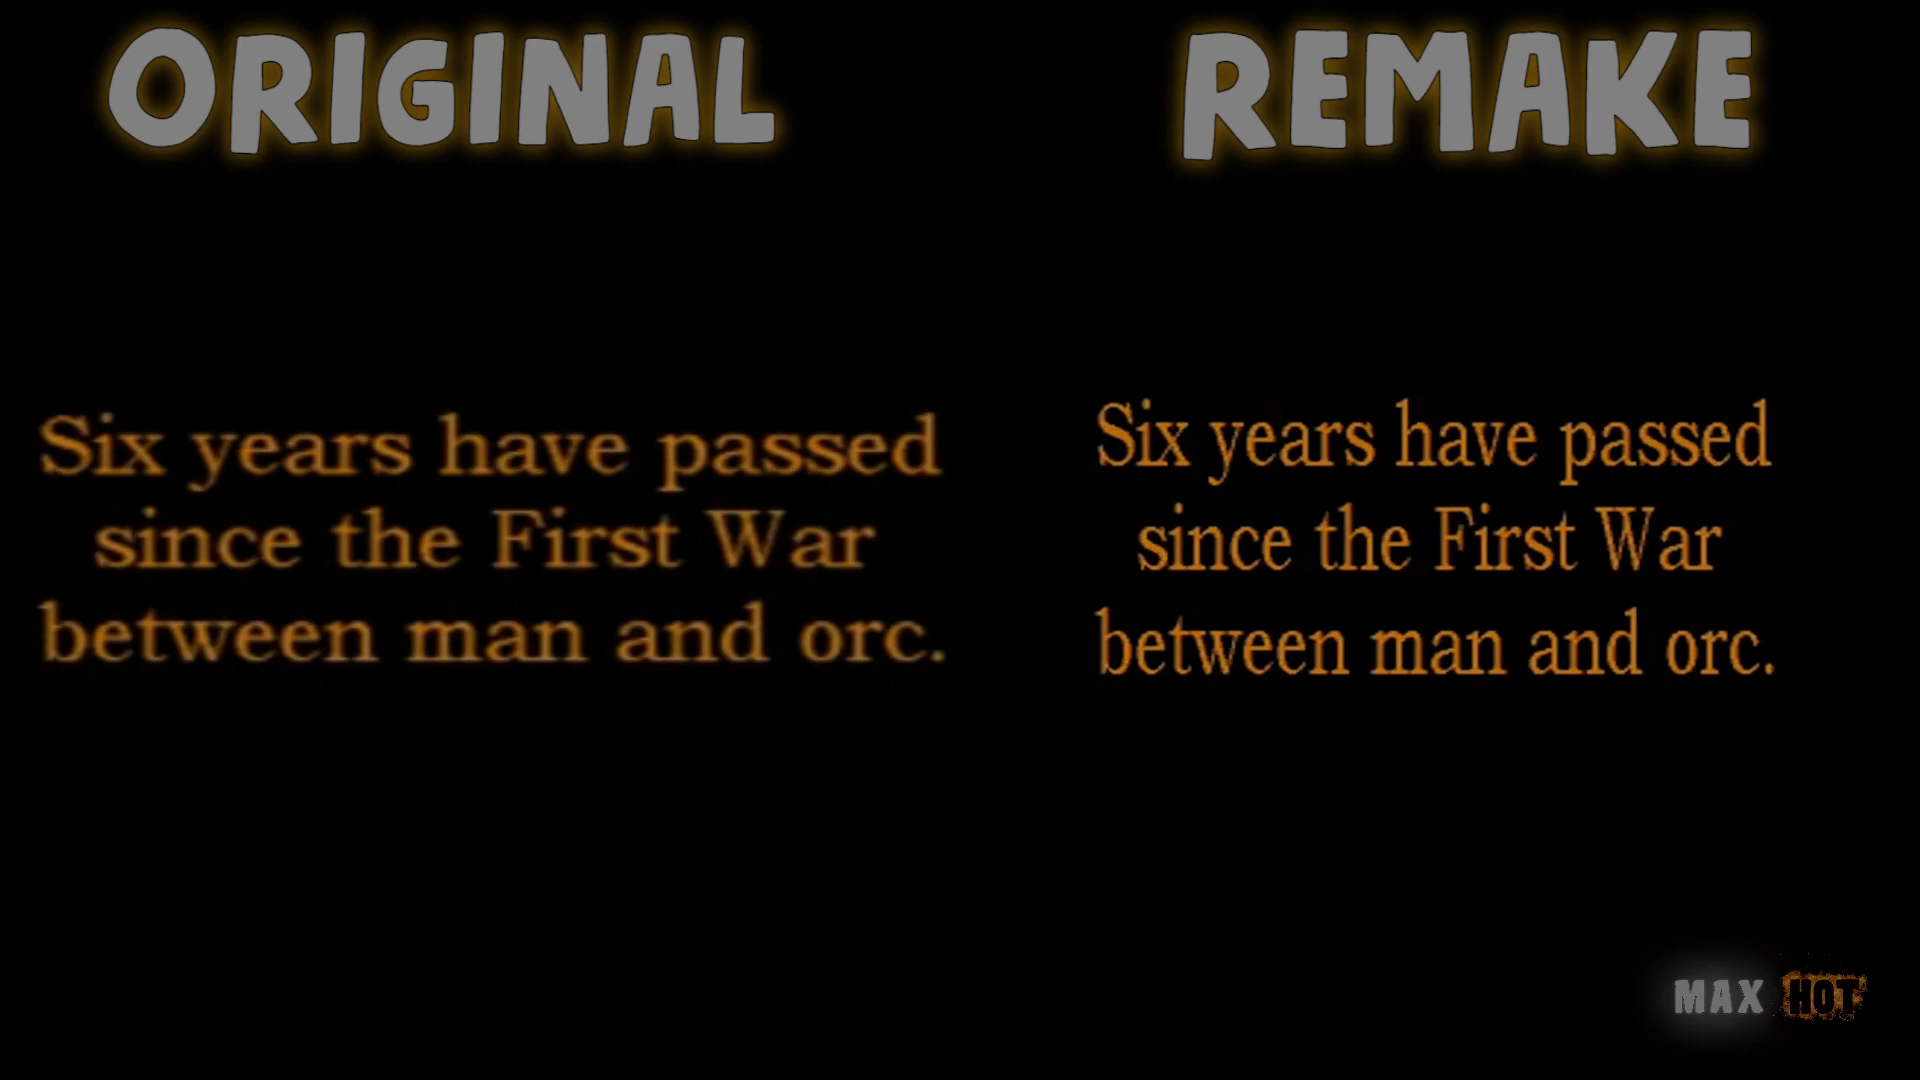 ORIGINAL
REMAKE
Six years have passed
since the First War
between man and orc.
Six years have passed
since the First War
between man and orc.
MAX HOT